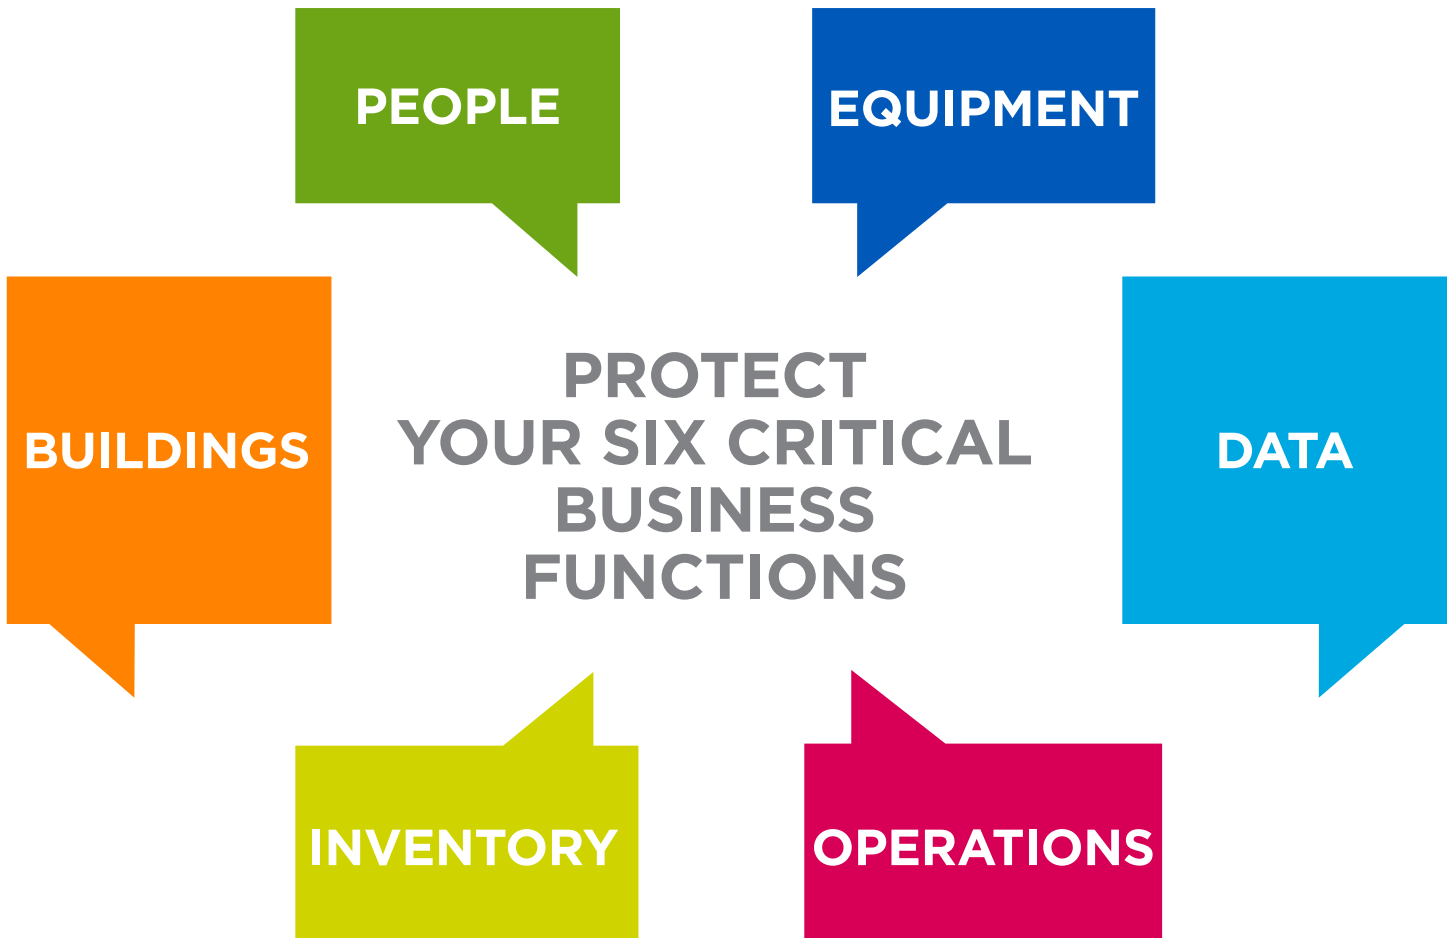 PEOPLE
EQUIPMENT
BUILDINGS
PROTECT
YOUR SIX CRITICAL
BUSINESS
FUNCTIONS
DATA
INVENTORY
OPERATIONS